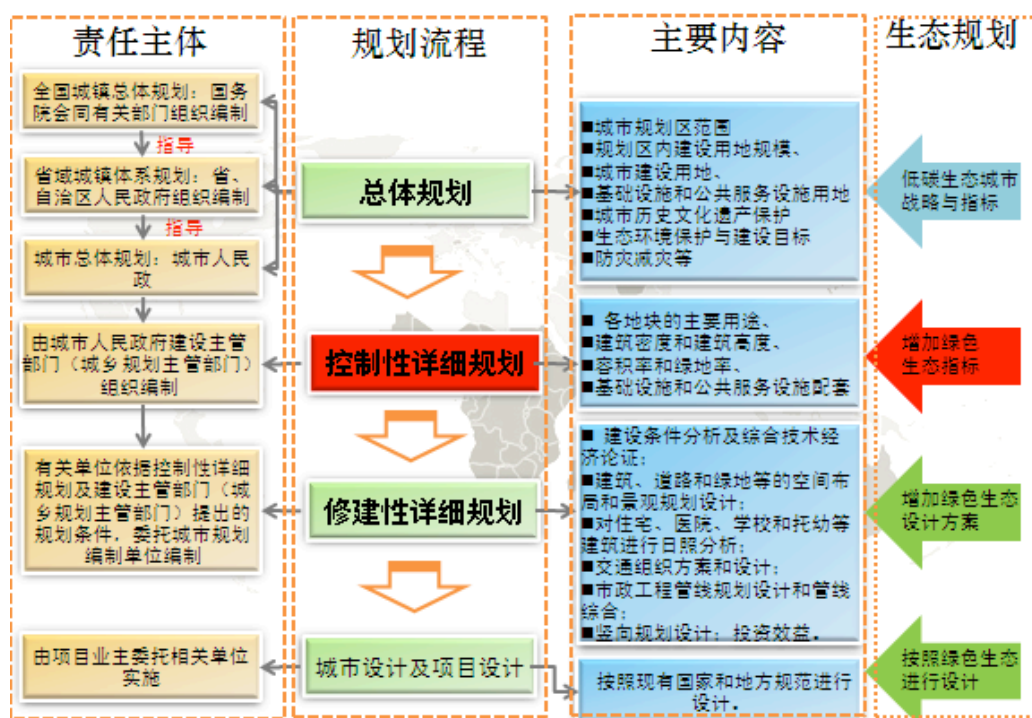 责任主体
全国城镇总体规划：国务
院会同有关部门组织编制
指导
省域城镇体系规划：省、
自治区人民政府组织编制
指导
城市总体规划：城市人民
政
由城市人民政府建设主管
部门（城乡规划主管部门）
组织编制
有关单位依据控制性详细
规划及建设主管部门（城
乡规划主管部门）提出的
规划条件，委托城市规划
编制单位编制
由项目业主委托相关单位
实施
规划流程
总体规划
控制性详细规划
修建性详细规划
城市设计及项目设计
主要内容
■城市规划区范围
■规划区内建设用地规模、
■城市建设用地、
■基础设施和公共服务设施用地
■城市历史文化遗产保护
■生态环境保护与建设目标
■防灾减灾等
■ 各地块的主要用途、
■建筑密度和建筑高度、
■容积率和绿地率、
■基础设施和公共服务设施配套
■ 建设条件分析及综合技术经
济论证；
■建筑、道路和绿地等的空间布
局和景观规划设计；
■对住宅、医院、学校和托幼等
建筑进行日照分析；
■交通组织方案和设计；
■市政工程管线规划设计和管线
综合；
■竖向规划设计；投资效益．
按照现有国家和地方规范进行
设计．
生态规划
低碳生态城市
战略与指标
增加绿色
生态指标
增加绿色生态
设计方案
按照绿色生态
进行设计